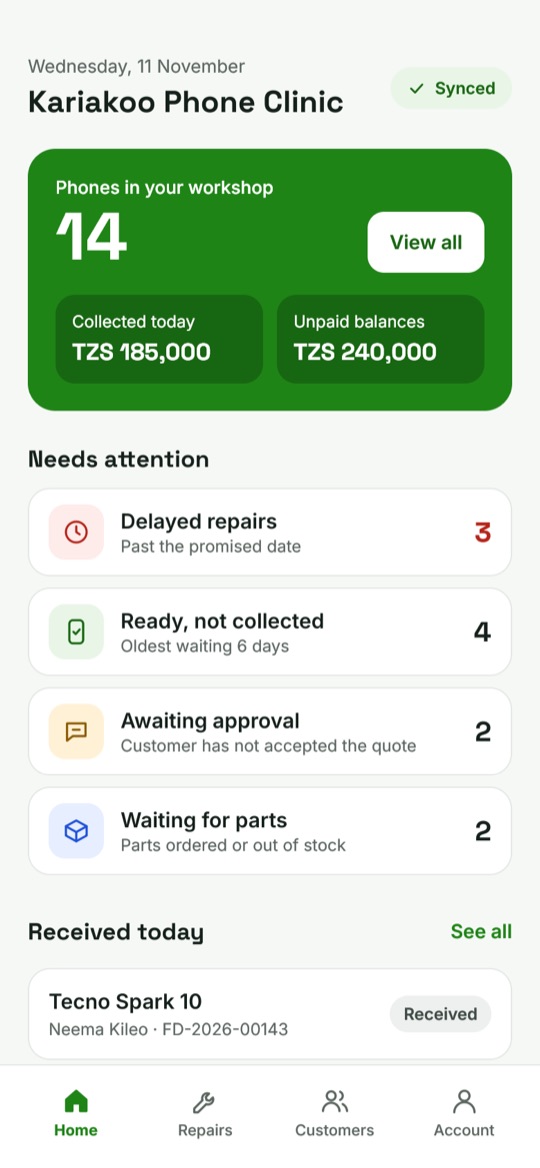 Wednesday, 11 November
Kariakoo Phone Clinic
Synced
Phones in your workshop
14
View all
Collected today
TZS 185,000
Unpaid balances
TZS 240,000
Needs attention
Delayed repairs
Past the promised date
3
Ready, not collected
Oldest waiting 6 days
4
Awaiting approval
Customer has not accepted the quote
2
Waiting for parts
Parts ordered or out of stock
2
Received today
See all
Tecno Spark 10
Neema Kileo · FD-2026-00143
Received
Home
Repairs
Customers
Account